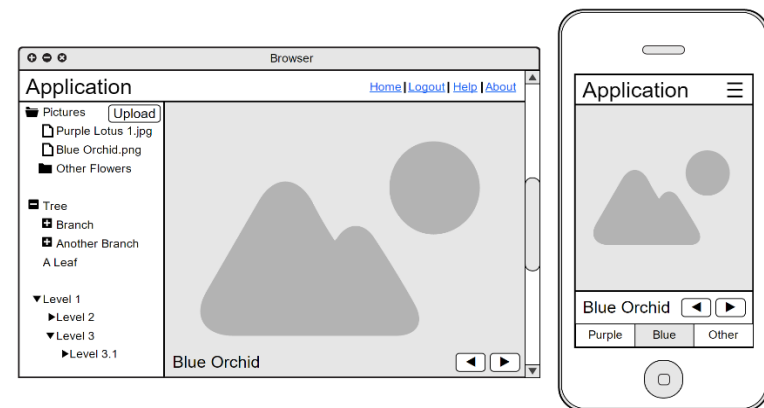 Browser
Application
Home | Logout | Help | About
Pictures
Upload
Purple Lotus 1.jpg
Blue Orchid.png
Other Flowers
Tree
Branch
Another Branch
A Leaf
Level 1
Level 2
Level 3
Level 3.1
Blue Orchid
Application
Blue Orchid
Purple Blue Other